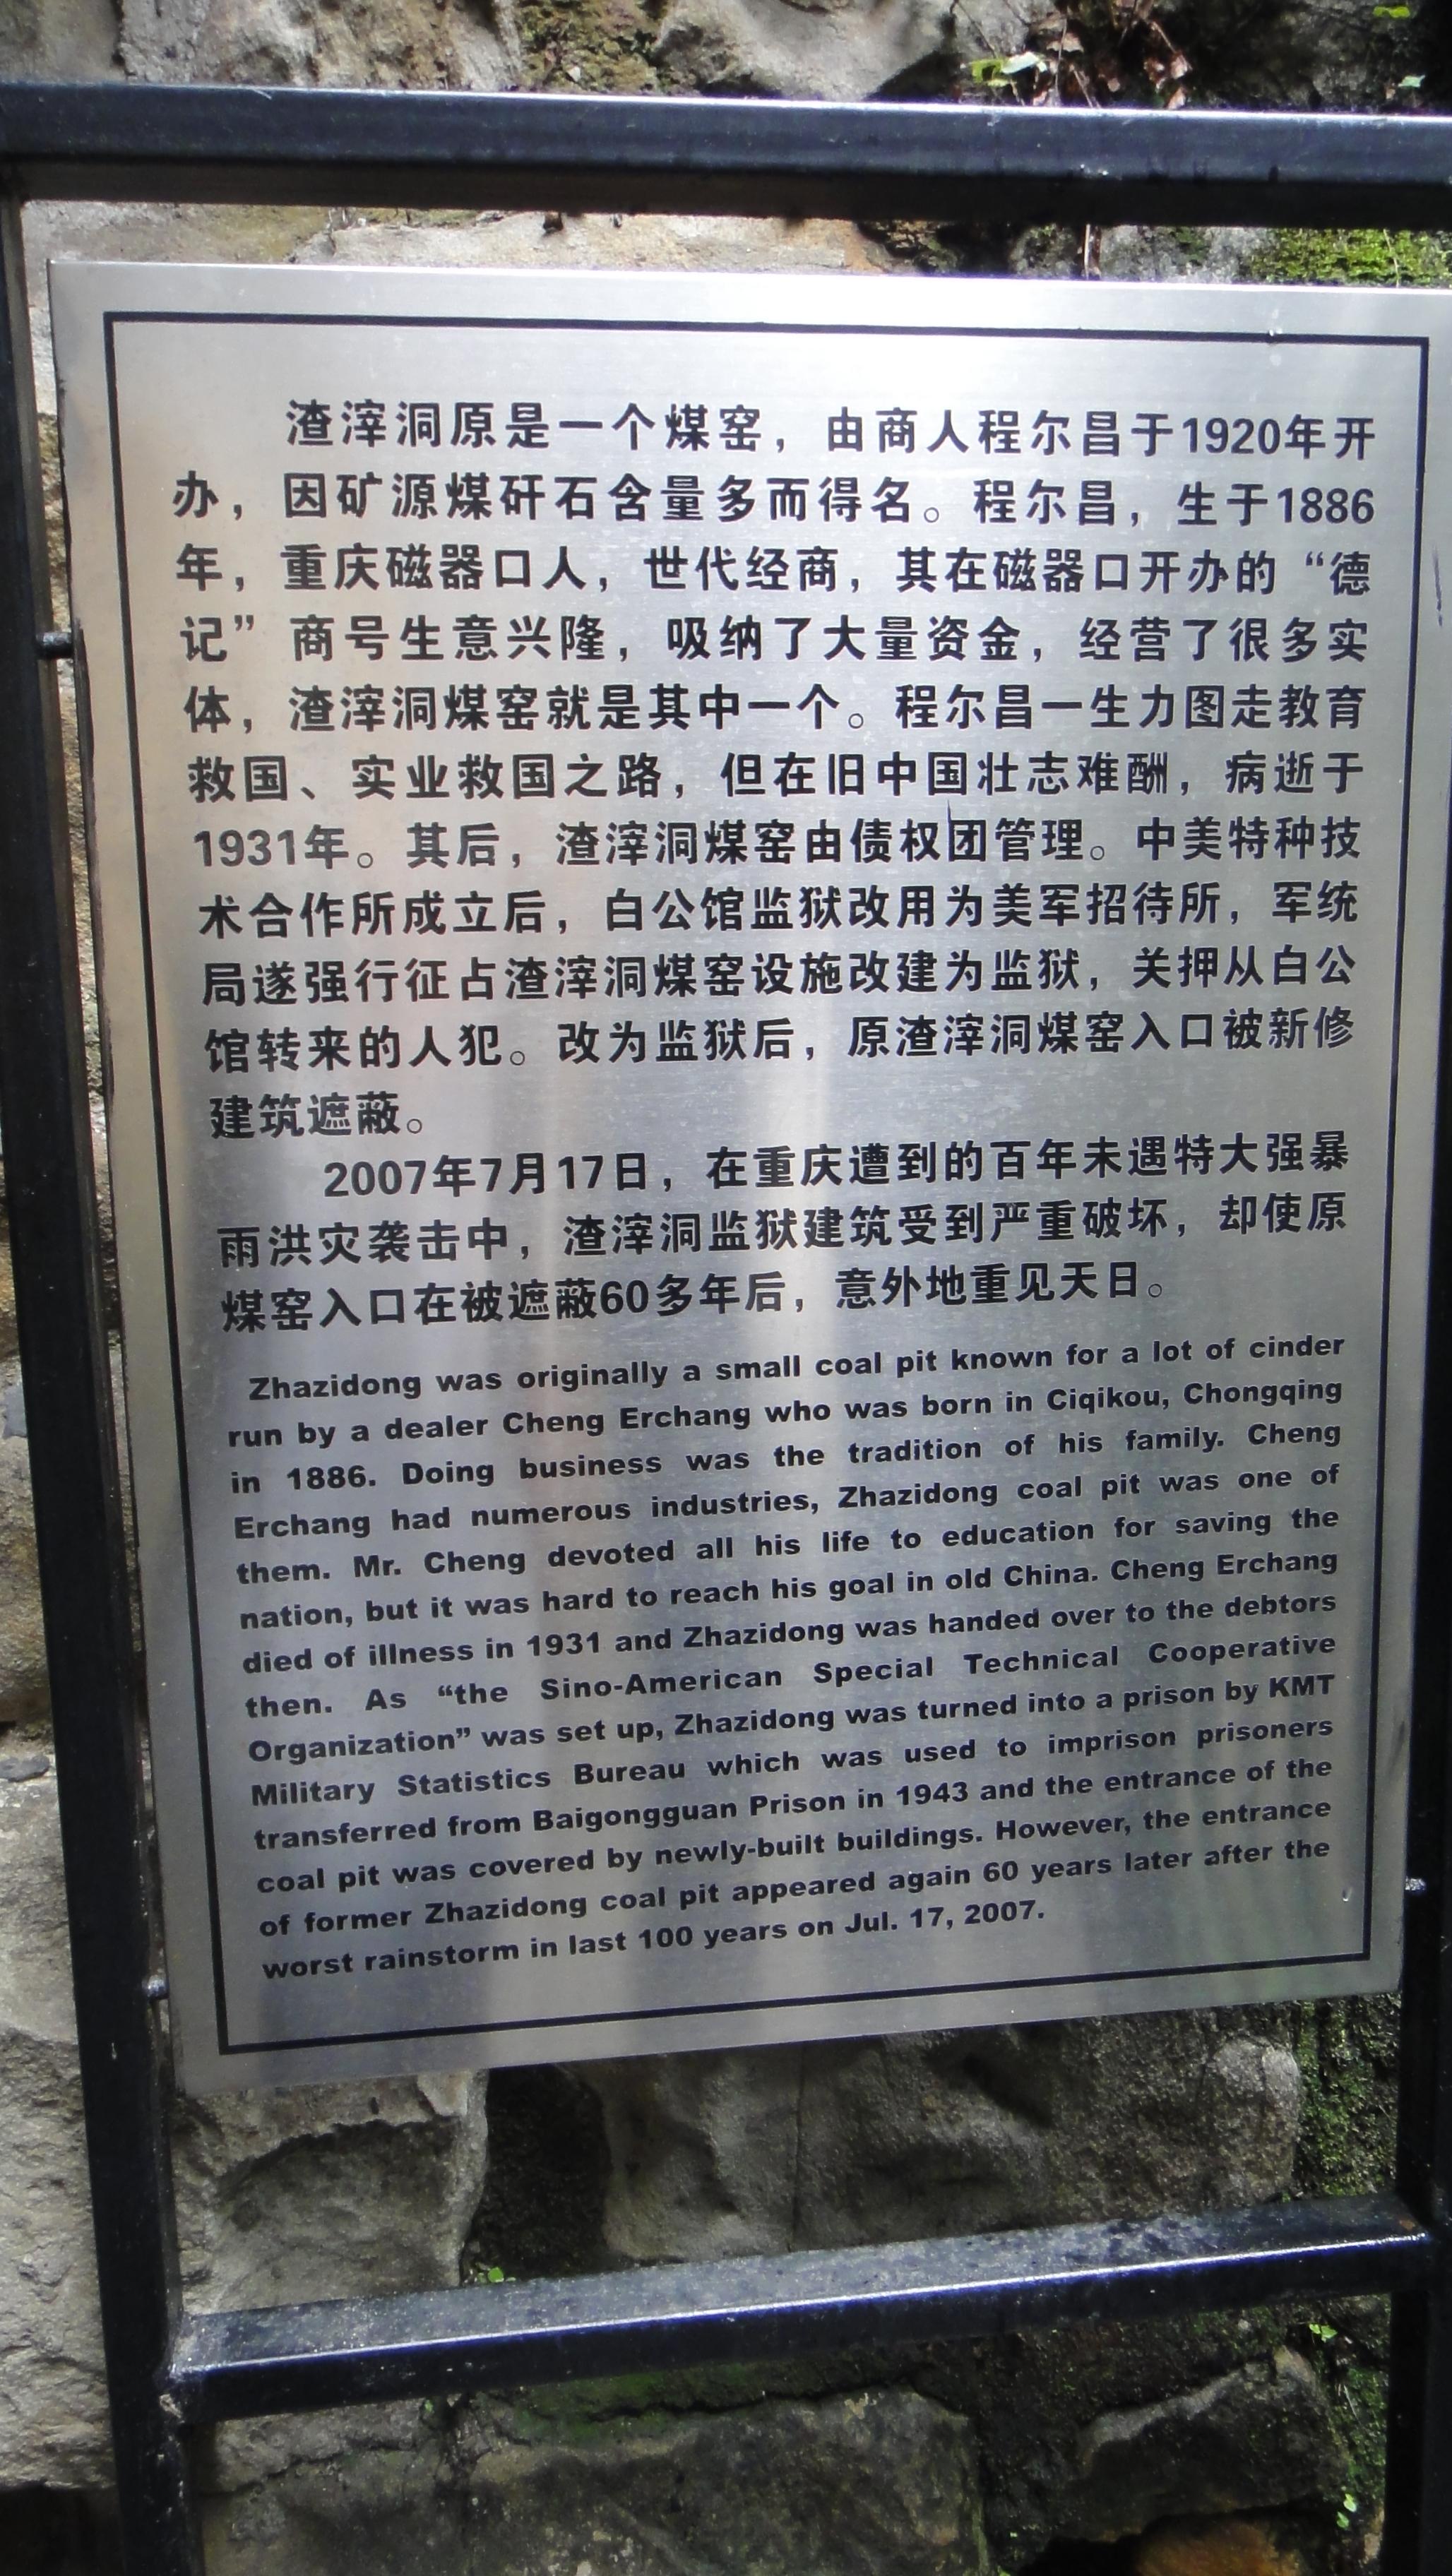 渣滓洞原是一个煤窑，由商人程尔昌于1920年开
办，因矿源煤矸石含量多而得名。程尔昌，生于1886
年，重庆磁器口人，世代经商，其在磁器口开办的“德
记”商号生意兴隆，吸纳了大量资金，经营了很多实
体，渣滓洞煤窑就是其中一个。程尔昌一生力图走教育
救国、实业救国之路，但在旧中国壮志难酬，病逝于
1931年。其后，渣滓洞煤窑由债权团管理。中美特种技
术合作所成立后，白公馆监狱改用为美军招待所，军统
局遂强行征占渣滓洞煤窑设施改建为监狱，关押从白公
馆转来的人犯。改为监狱后，原渣滓洞煤窑入口被新修
建筑遮蔽。
2007年7月17日，在重庆遭到的百年未遇特大强暴
雨洪灾袭击中，渣滓洞监狱建筑受到严重破坏，却使原
煤窑入口在被遮蔽60多年后，意外地重见天日。
Zhazidong was originally a small coal pit known for a lot of cinder
run by a dealer Cheng Erchang who was born in Ciqikou, Chongqing
in 1886. Doing business was the tradition of his family. Cheng
Erchang had numerous industries, Zhazidong coal pit was one of
them. Mr. Cheng devoted all his life to education for saving the
nation, but it was hard to reach his goal in old China. Cheng Erchang
died of illness in 1931 and Zhazidong was handed over to the debtors
then. As “the Sino-American Special Technical Cooperative
Organization” was set up, Zhazidong was turned into a prison by KMT
Military Statistics Bureau which was used to imprison prisoners
transferred from Baigongguan Prison in 1943 and the entrance of the
coal pit was covered by newly-built buildings. However, the entrance
of former Zhazidong coal pit appeared again 60 years later after the
worst rainstorm in last 100 years on Jul. 17, 2007.